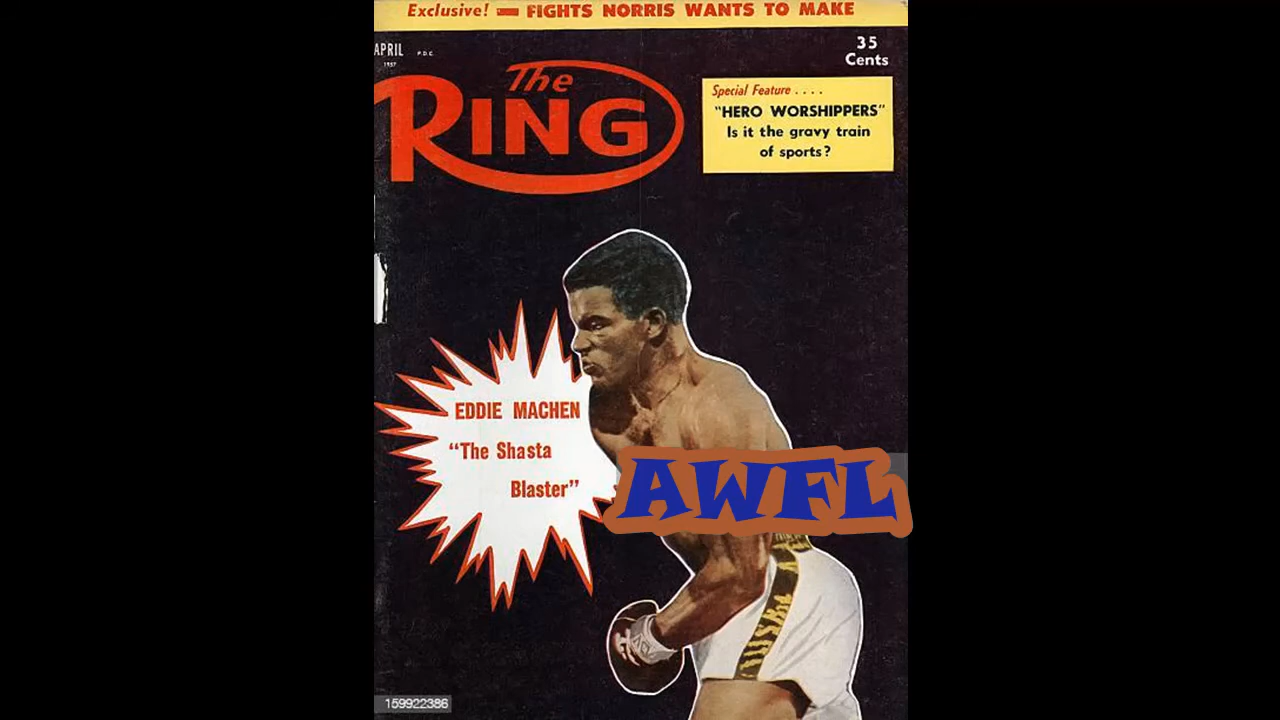 Exclusive! — FIGHTS NORRIS WANTS TO MAKE
APRIL P.D.C.
1957
35
Cents
The
RING
Special Feature . . . .
"HERO WORSHIPPERS"
Is it the gravy train
of sports?
EDDIE MACHEN
"The Shasta
Blaster"
AWFL
159922386